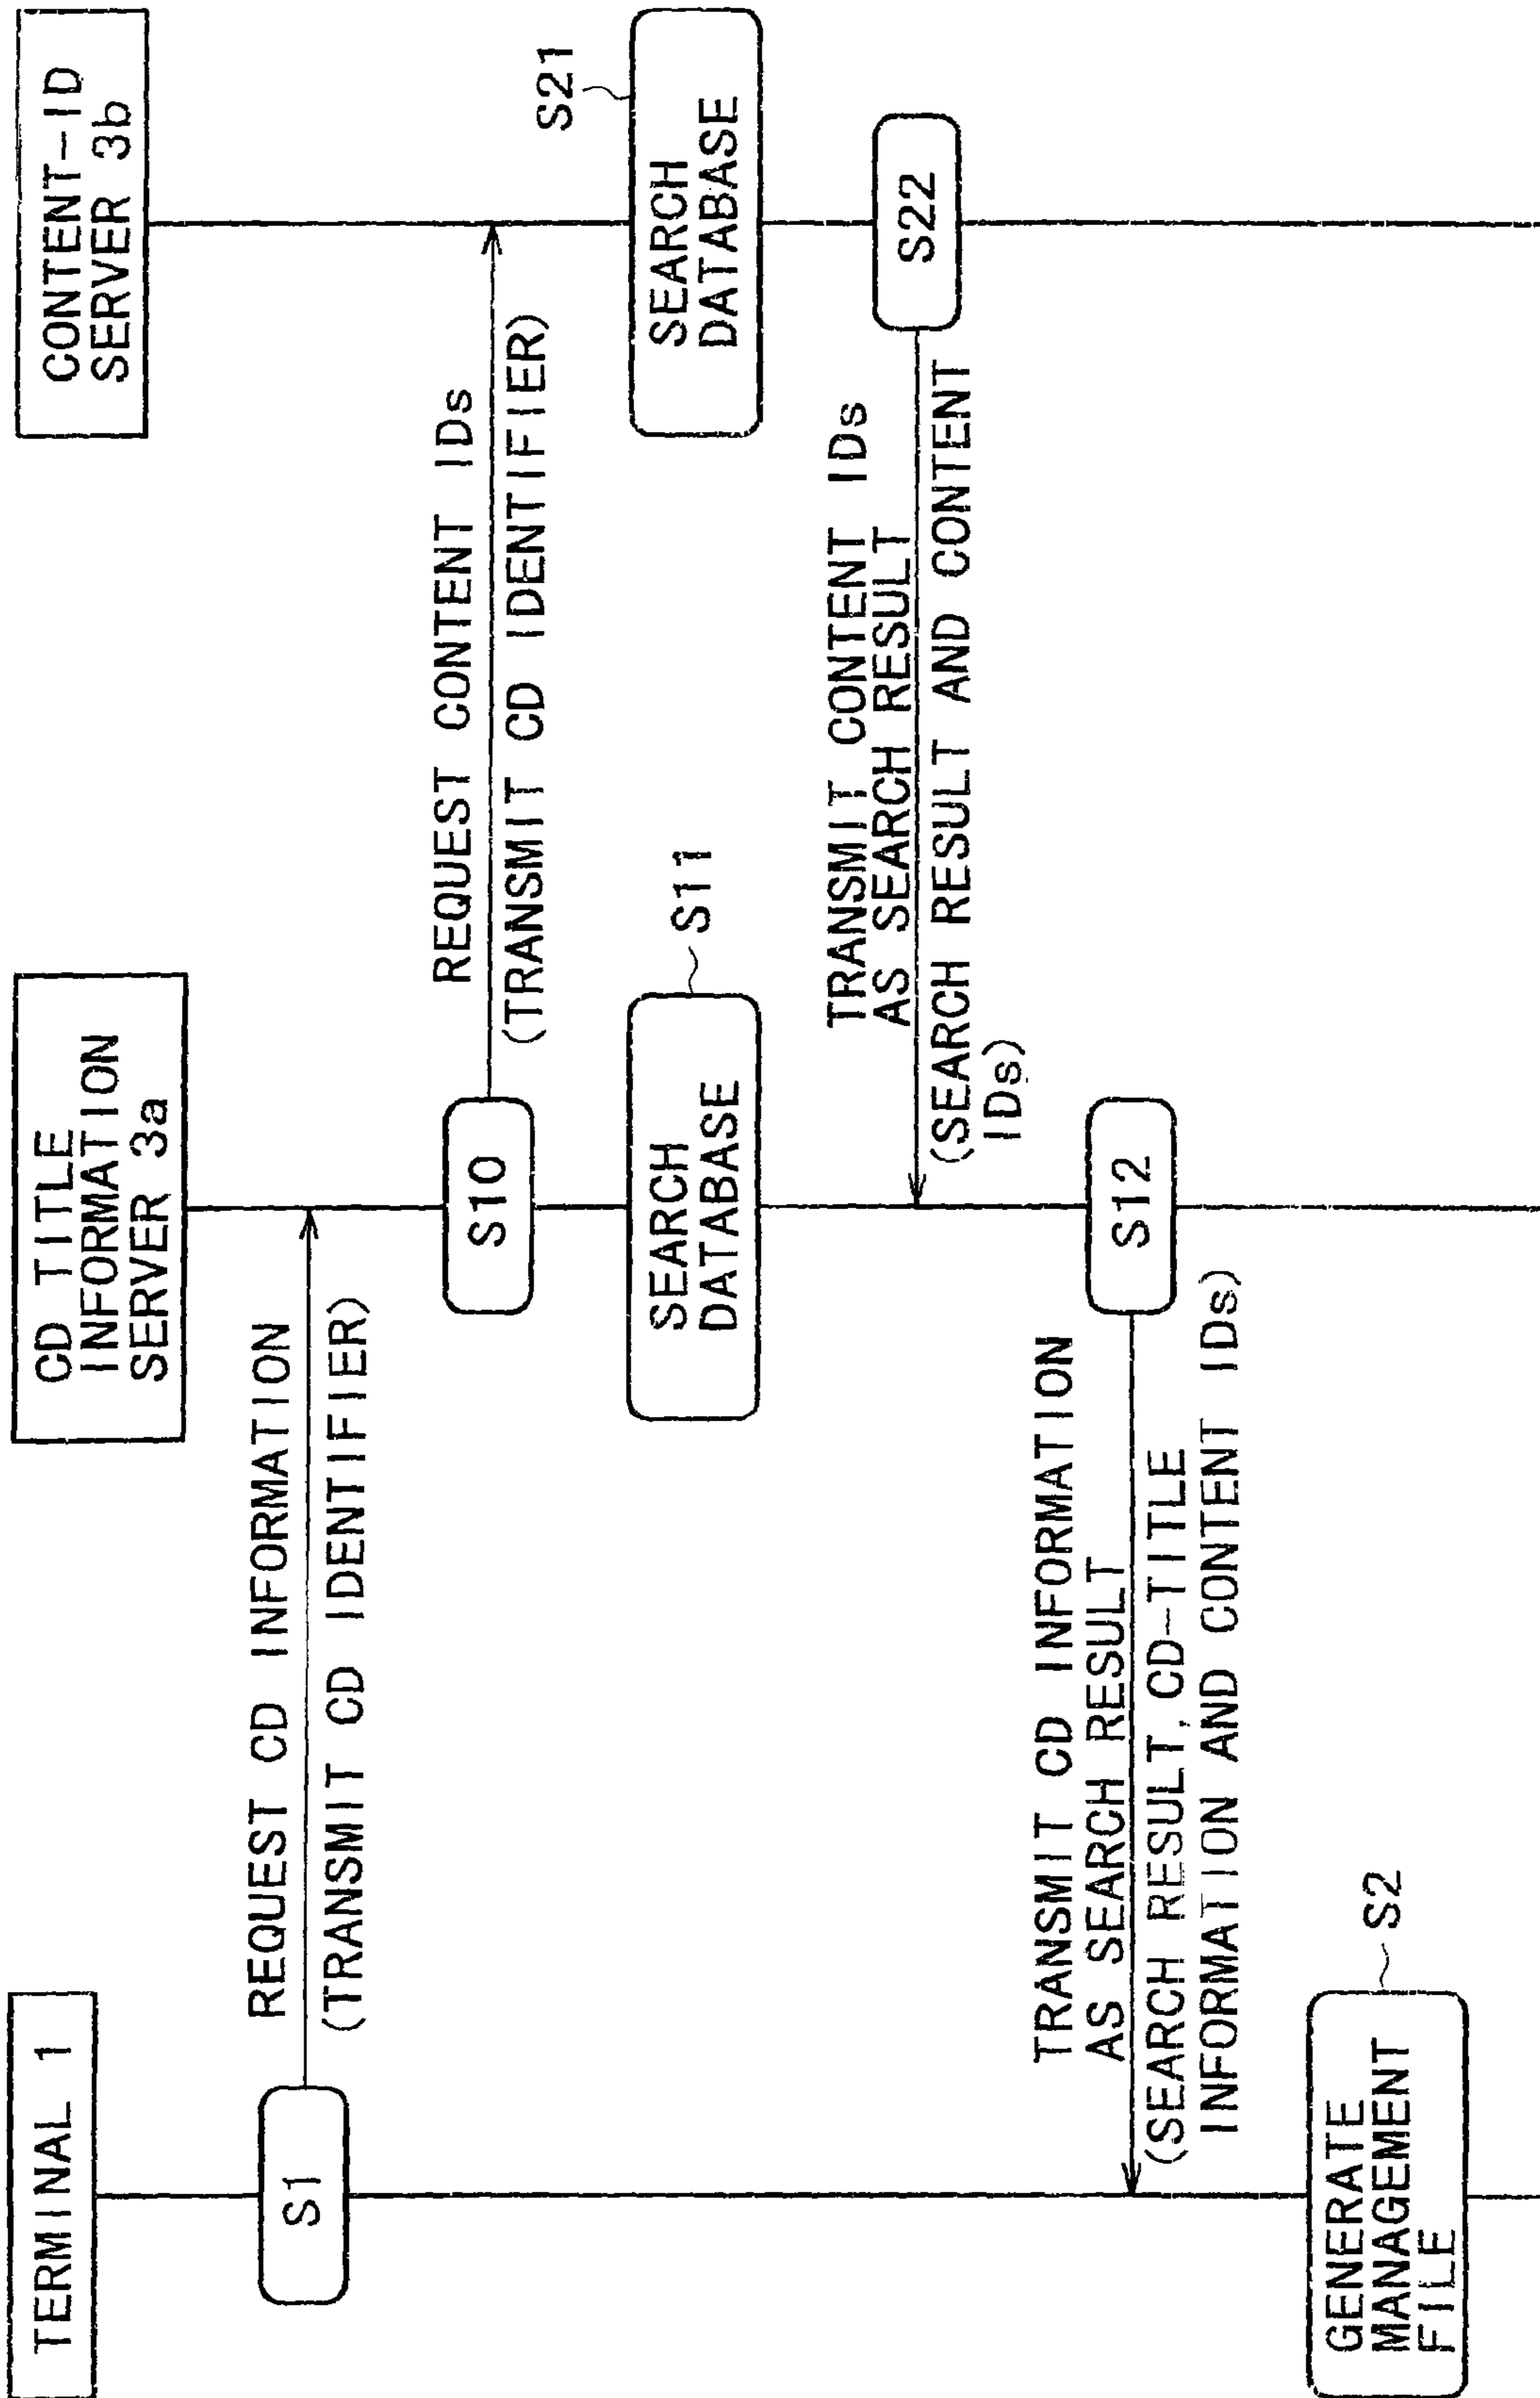 TERMINAL 1
CD TITLE
INFORMATION
SERVER 3a
CONTENT-ID
SERVER 3b
S1
REQUEST CD INFORMATION
(TRANSMIT CD IDENTIFIER)
S10
REQUEST CONTENT IDs
(TRANSMIT CD IDENTIFIER)
SEARCH
DATABASE
S11
SEARCH
DATABASE
S21
S22
TRANSMIT CONTENT IDs
AS SEARCH RESULT
(SEARCH RESULT AND CONTENT
IDs)
S12
TRANSMIT CD INFORMATION
AS SEARCH RESULT
(SEARCH RESULT, CD-TITLE
INFORMATION AND CONTENT IDs)
GENERATE
MANAGEMENT
FILE
S2